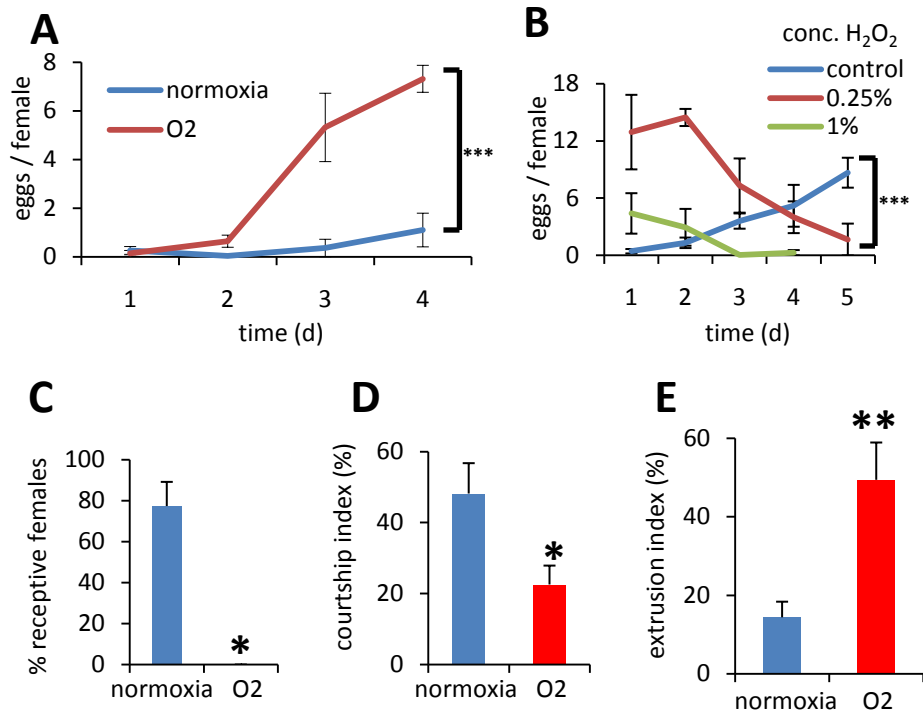 A
eggs / female
8
6
4
2
0
normoxia
O2
***
1 2 3 4
time (d)
B
conc. H₂O₂
control
0.25%
1%
eggs / female
18
12
6
0
***
1 2 3 4 5
time (d)
C
% receptive females
100
80
60
40
20
0
*
normoxia O2
D
courtship index (%)
60
40
20
0
*
normoxia O2
E
extrusion index (%)
60
40
20
0
**
normoxia O2